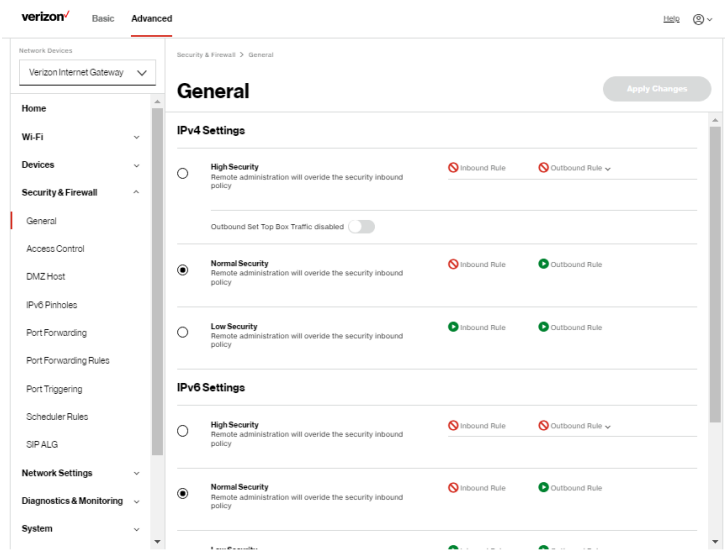 verizon✓ Basic Advanced Help
Network Devices
Verizon Internet Gateway
Home
Wi-Fi
Devices
Security & Firewall
General
Access Control
DMZ Host
IPv6 Pinholes
Port Forwarding
Port Forwarding Rules
Port Triggering
Scheduler Rules
SIP ALG
Network Settings
Diagnostics & Monitoring
System
Security & Firewall > General
General
Apply Changes
IPv4 Settings
High Security
Remote administration will overide the security inbound
policy
Inbound Rule Outbound Rule
Outbound Set Top Box Traffic disabled
Normal Security
Remote administration will overide the security inbound
policy
Inbound Rule Outbound Rule
Low Security
Remote administration will overide the security inbound
policy
Inbound Rule Outbound Rule
IPv6 Settings
High Security
Remote administration will overide the security inbound
policy
Inbound Rule Outbound Rule
Normal Security
Remote administration will overide the security inbound
policy
Inbound Rule Outbound Rule